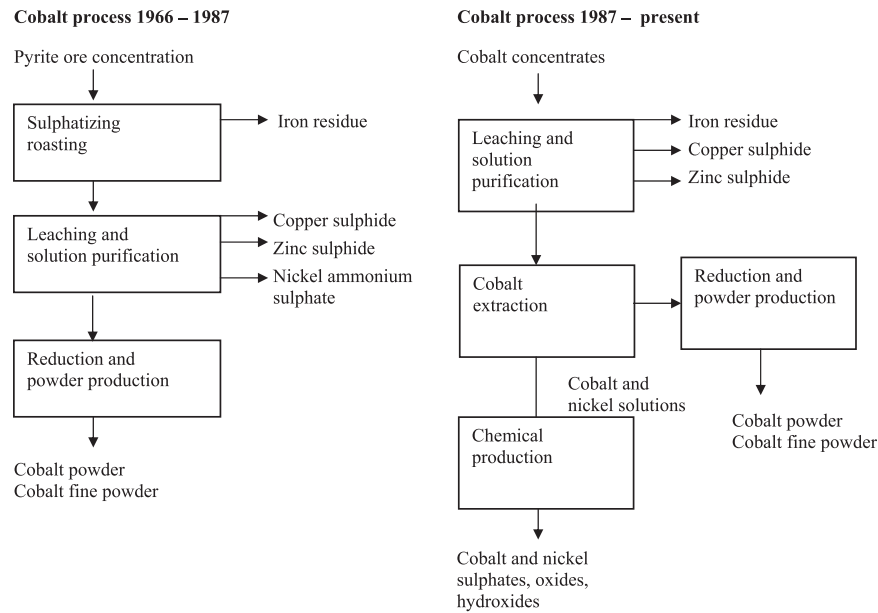 Cobalt process 1966 – 1987
Pyrite ore concentration
Sulphatizing
roasting
Iron residue
Leaching and
solution purification
Copper sulphide
Zinc sulphide
Nickel ammonium
sulphate
Reduction and
powder production
Cobalt powder
Cobalt fine powder
Cobalt process 1987 – present
Cobalt concentrates
Leaching and
solution
purification
Iron residue
Copper sulphide
Zinc sulphide
Cobalt
extraction
Reduction and
powder production
Cobalt and
nickel solutions
Cobalt powder
Cobalt fine powder
Chemical
production
Cobalt and nickel
sulphates, oxides,
hydroxides